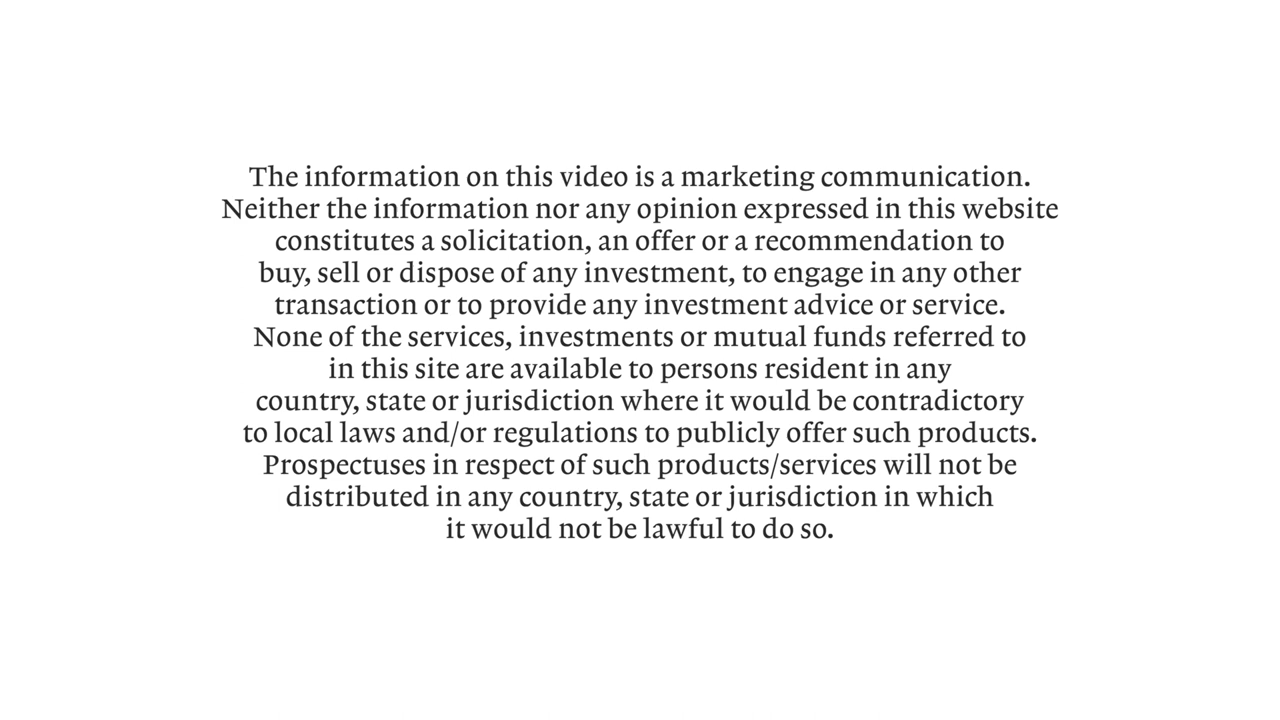 The information on this video is a marketing communication.
Neither the information nor any opinion expressed in this website
constitutes a solicitation, an offer or a recommendation to
buy, sell or dispose of any investment, to engage in any other
transaction or to provide any investment advice or service.
None of the services, investments or mutual funds referred to
in this site are available to persons resident in any
country, state or jurisdiction where it would be contradictory
to local laws and/or regulations to publicly offer such products.
Prospectuses in respect of such products/services will not be
distributed in any country, state or jurisdiction in which
it would not be lawful to do so.